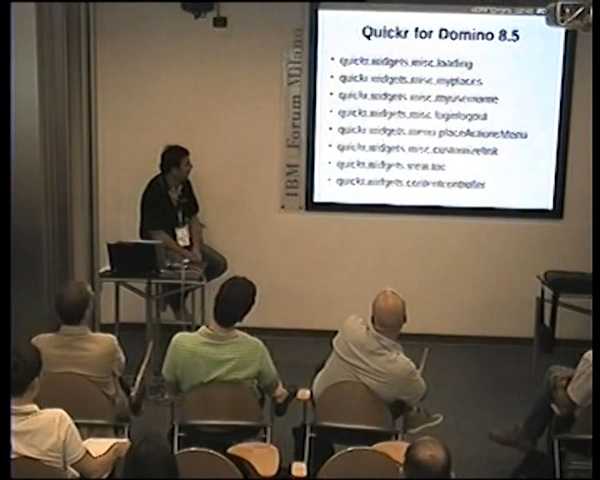 Quickr for Domino 8.5
• quickr.widgets.misc.loading
• quickr.widgets.misc.myplaces
• quickr.widgets.misc.myusername
• quickr.widgets.misc.loginlogout
• quickr.widgets.menu.placeActionsMenu
• quickr.widgets.misc.customizelink
• quickr.widgets.view.toc
• quickr.widgets.contentcontroller
IBM Forum Milano